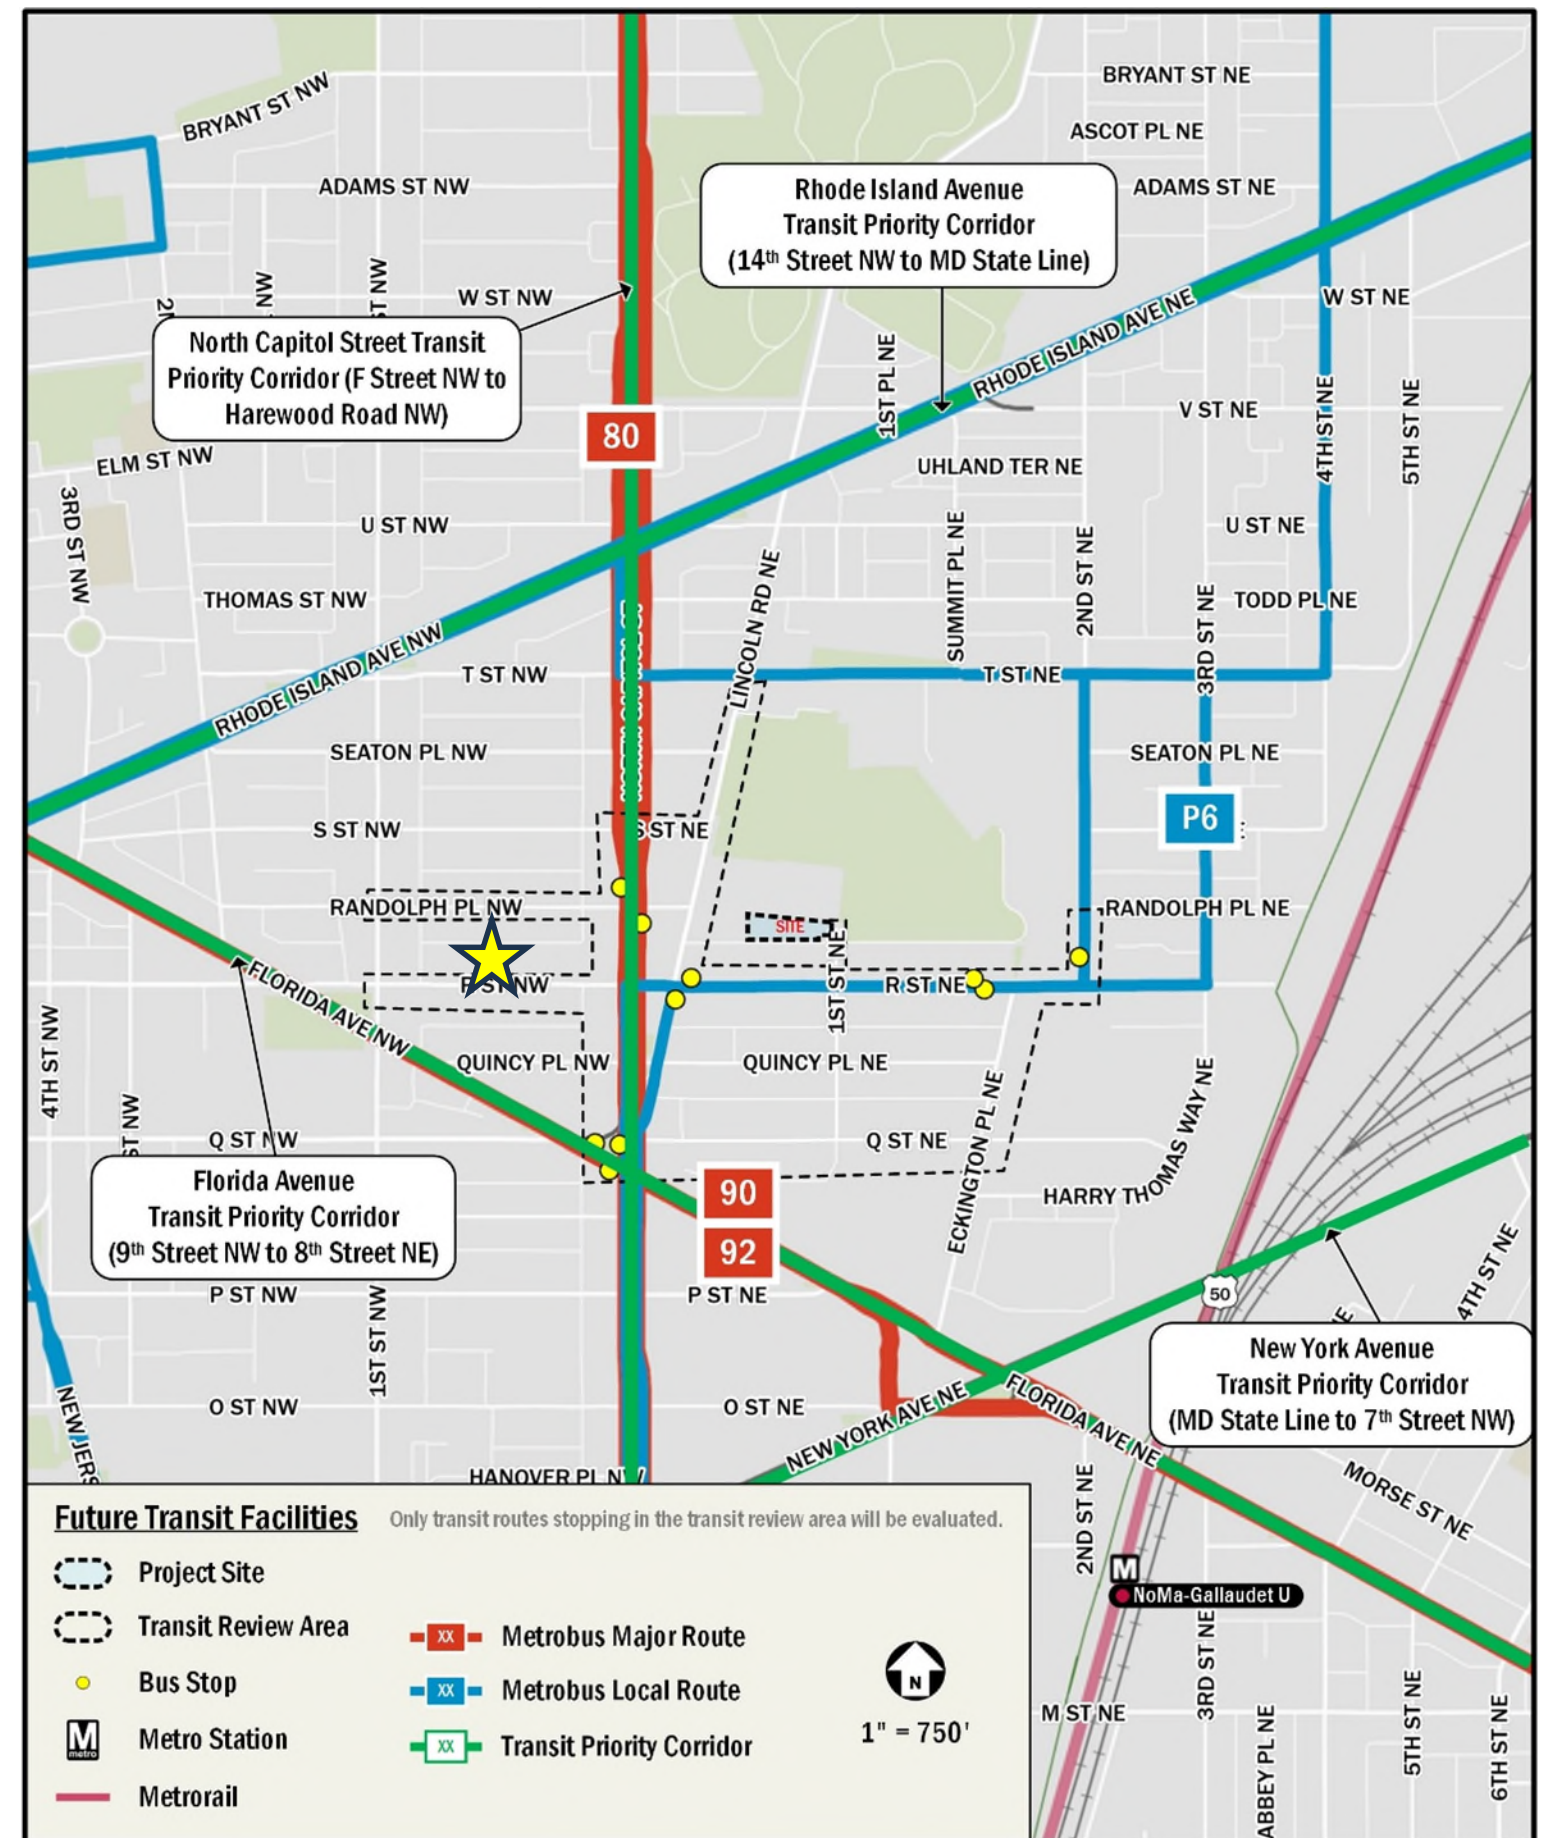 BRYANT ST NW
BRYANT ST NE
ASCOT PL NE
ADAMS ST NW
ADAMS ST NE
Rhode Island Avenue
Transit Priority Corridor
(14th Street NW to MD State Line)
NW
ST NW
W ST NW
W ST NE
North Capitol Street Transit
Priority Corridor (F Street NW to
Harewood Road NW)
RHODE ISLAND AVE NE
1ST PL NE
V ST NE
4TH ST NE
5TH ST NE
80
ELM ST NW
UHLAND TER NE
3RD ST NW
U ST NW
U ST NE
SUMMIT PL NE
2ND ST NE
LINCOLN RD NE
THOMAS ST NW
TODD PL NE
3RD ST NE
RHODE ISLAND AVE NW
T ST NW
T ST NE
SEATON PL NW
SEATON PL NE
P6
S ST NW
S ST NE
RANDOLPH PL NW
RANDOLPH PL NE
SITE
1ST ST NE
R ST NW
R ST NE
FLORIDA AVE NW
4TH ST NW
QUINCY PL NW
QUINCY PL NE
ECKINGTON PL NE
HARRY THOMAS WAY NE
ST NW
Q ST NW
Q ST NE
Florida Avenue
Transit Priority Corridor
(9th Street NW to 8th Street NE)
90
92
P ST NW
P ST NE
50
4TH ST NE
NE
1ST ST NW
New York Avenue
Transit Priority Corridor
(MD State Line to 7th Street NW)
NEW JERS
O ST NW
O ST NE
NEW YORK AVE NE
FLORIDA AVE NE
HANOVER PL NW
MORSE ST NE
2ND ST NE
M
NoMa-Gallaudet U
3RD ST NE
M ST NE
ABBEY PL NE
5TH ST NE
6TH ST NE
Future Transit Facilities
Only transit routes stopping in the transit review area will be evaluated.
Project Site
Transit Review Area
Bus Stop
M metro
Metro Station
Metrorail
XX
Metrobus Major Route
XX
Metrobus Local Route
XX
Transit Priority Corridor
N
1" = 750'